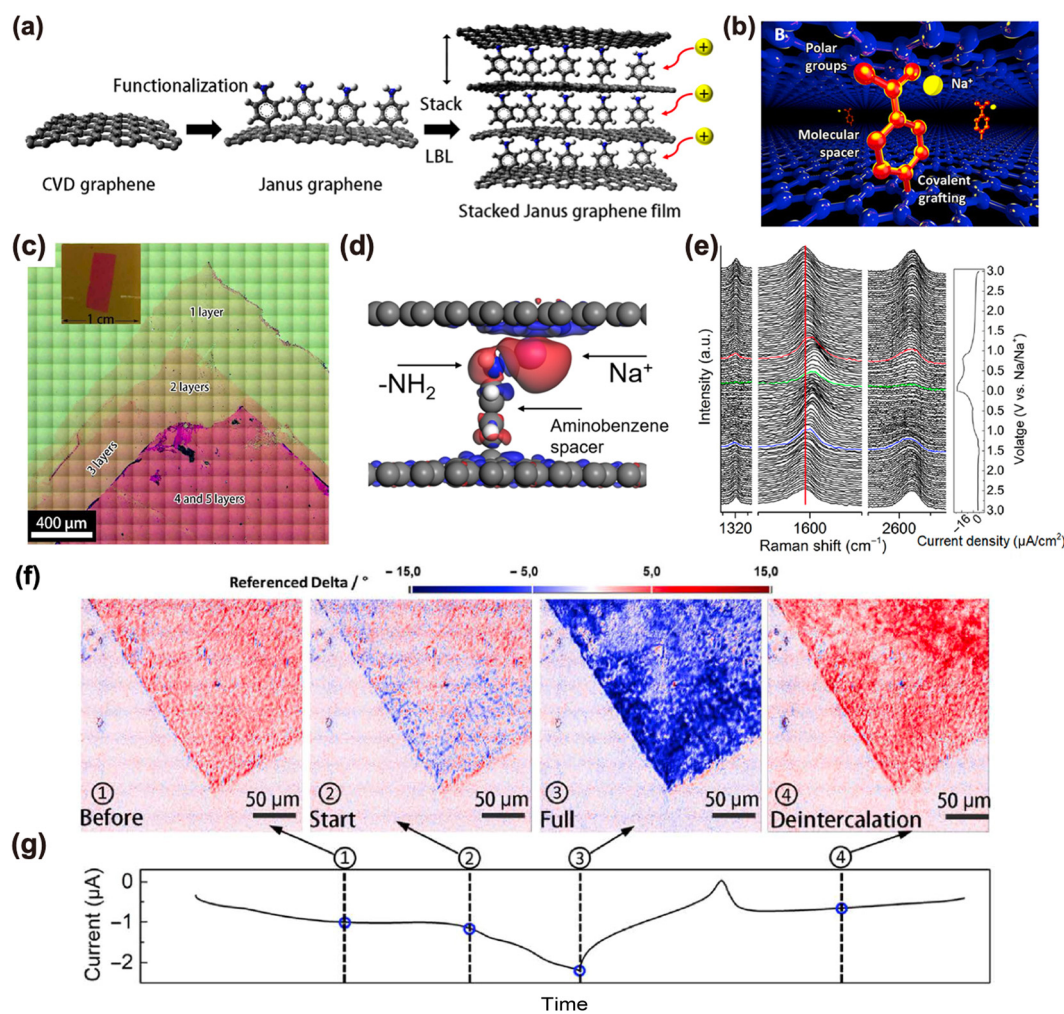 (a)
Functionalization
Stack
LBL
CVD graphene
Janus graphene
Stacked Janus graphene film
+
+
+
(b)
B
Polar
groups
Na⁺
Molecular
spacer
Covalent
grafting
(c)
1 cm
1 layer
2 layers
3 layers
4 and 5 layers
400 µm
(d)
-NH₂
Na⁺
Aminobenzene
spacer
(e)
Intensity (a.u.)
1320
1600
2600
Raman shift (cm⁻¹)
3.0
2.5
2.0
1.5
1.0
0.5
0.0
0.5
1.0
1.5
2.0
2.5
3.0
Volatge (V vs. Na/Na⁺)
-16
0
Current density (µA/cm²)
(f)
Referenced Delta / °
- 15,0
- 5,0
5,0
15,0
① Before
50 µm
② Start
50 µm
③ Full
50 µm
④ Deintercalation
50 µm
(g)
① ② ③ ④
Current (µA)
0
-1
-2
Time